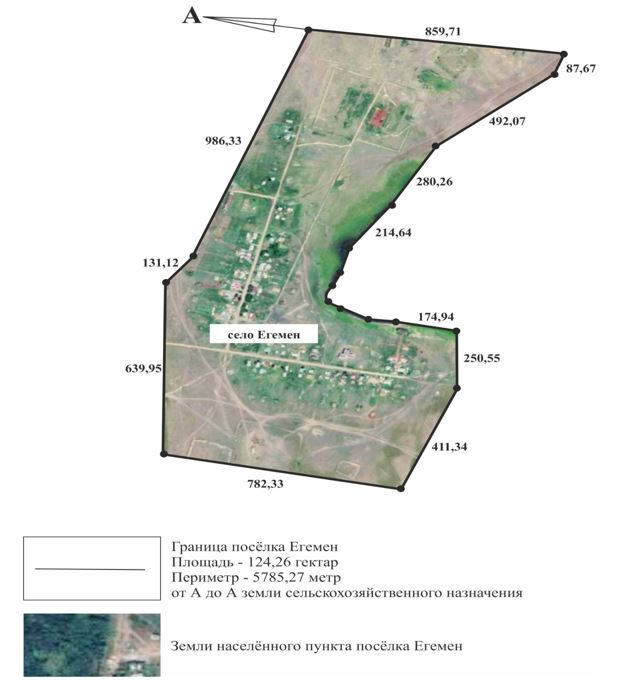 А
859,71
87,67
492,07
986,33
280,26
214,64
131,12
174,94
село Егемен
250,55
639,95
411,34
782,33
Граница посёлка Егемен
Площадь - 124,26 гектар
Периметр - 5785,27 метр
от А до А земли сельскохозяйственного назначения
Земли населённого пункта посёлка Егемен